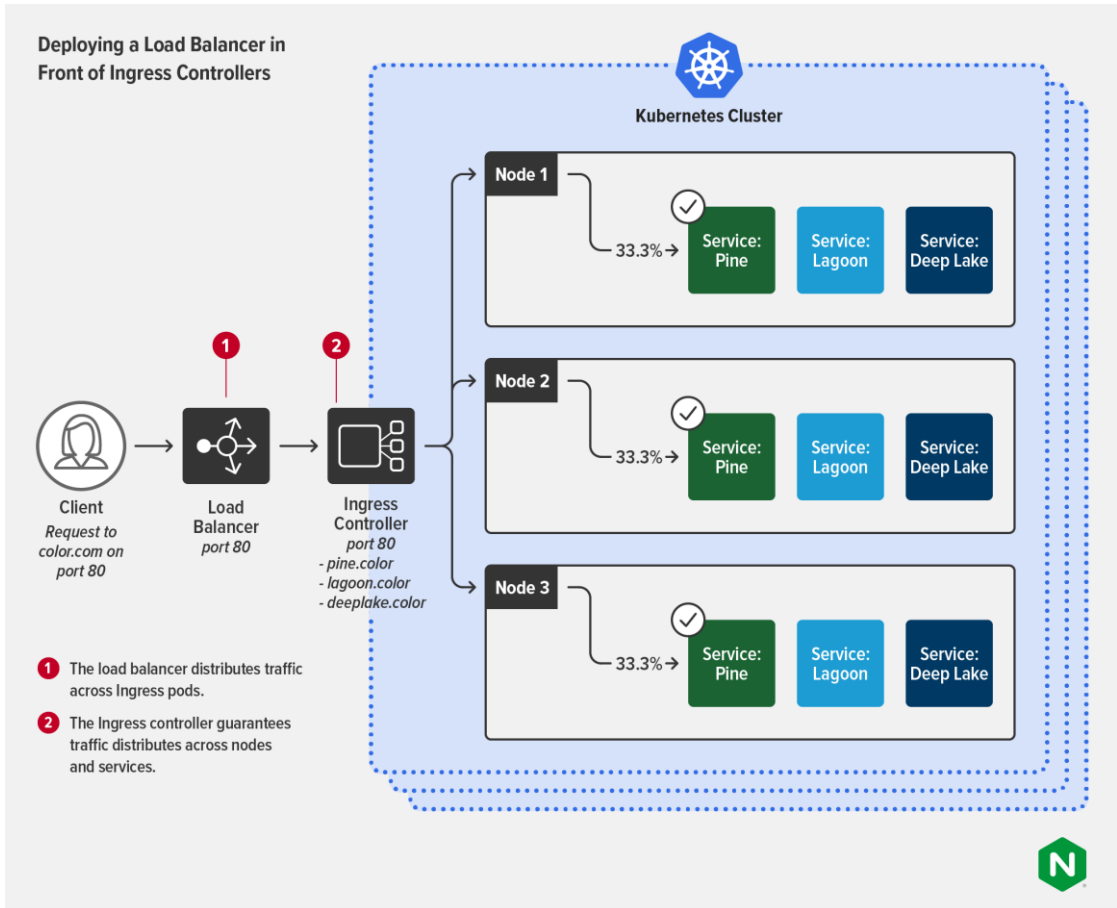 Deploying a Load Balancer in
Front of Ingress Controllers
Kubernetes Cluster
Node 1
33.3%
Service:
Pine
Service:
Lagoon
Service:
Deep Lake
Node 2
33.3%
Service:
Pine
Service:
Lagoon
Service:
Deep Lake
Node 3
33.3%
Service:
Pine
Service:
Lagoon
Service:
Deep Lake
1
2
Client
Request to
color.com on
port 80
Load
Balancer
port 80
Ingress
Controller
port 80
- pine.color
- lagoon.color
- deeplake.color
1 The load balancer distributes traffic
across Ingress pods.
2 The Ingress controller guarantees
traffic distributes across nodes
and services.
N